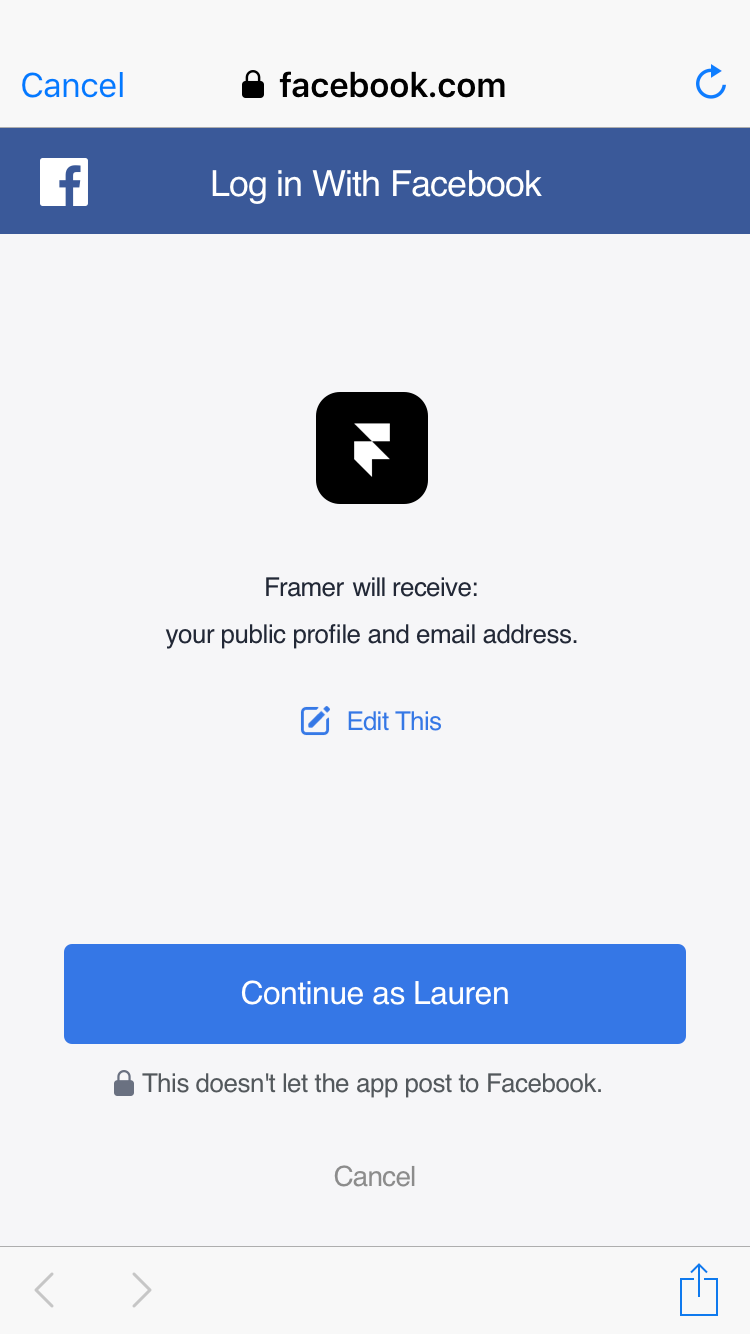 Cancel
facebook.com
Log in With Facebook
Framer will receive:
your public profile and email address.
Edit This
Continue as Lauren
This doesn't let the app post to Facebook.
Cancel